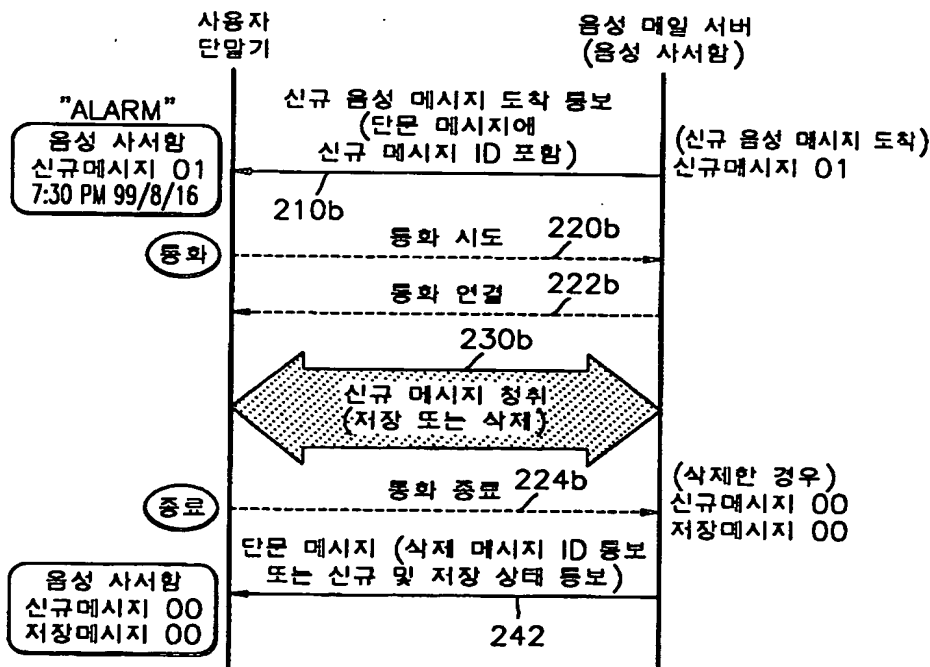 사용자
단말기
음성 메일 서버
(음성 사서함)
"ALARM"
음성 사서함
신규메시지 01
7:30 PM 99/8/16
신규 음성 메시지 도착 통보
(단문 메시지에
신규 메시지 ID 포함)
(신규 음성 메시지 도착)
신규메시지 01
210b
통화
통화 시도
220b
통화 연결
222b
230b
신규 메시지 청취
(저장 또는 삭제)
종료
통화 종료
224b
(삭제한 경우)
신규메시지 00
저장메시지 00
단문 메시지 (삭제 메시지 ID 통보
또는 신규 및 저장 상태 통보)
음성 사서함
신규메시지 00
저장메시지 00
242